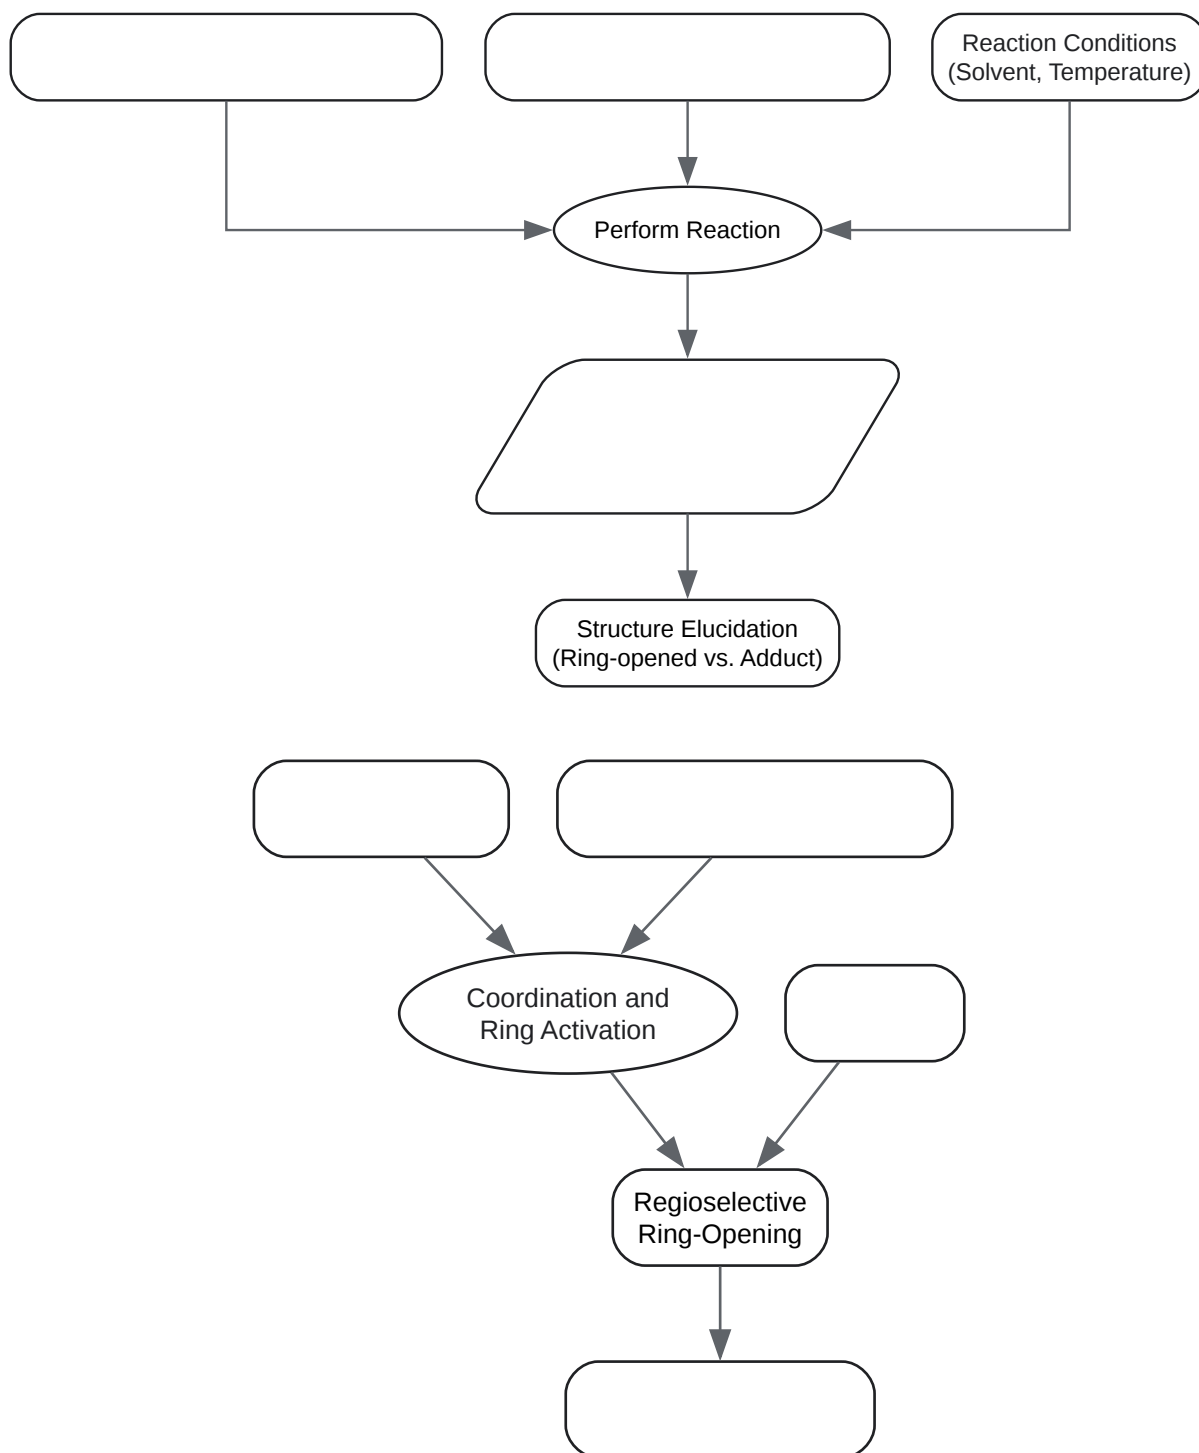 Reaction Conditions
(Solvent, Temperature)
Perform Reaction
Structure Elucidation
(Ring-opened vs. Adduct)
Coordination and
Ring Activation
Regioselective
Ring-Opening